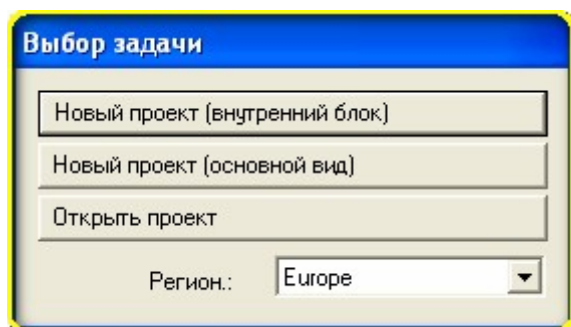 Выбор задачи
Новый проект (внутренний блок)
Новый проект (основной вид)
Открыть проект
Регион.: Europe